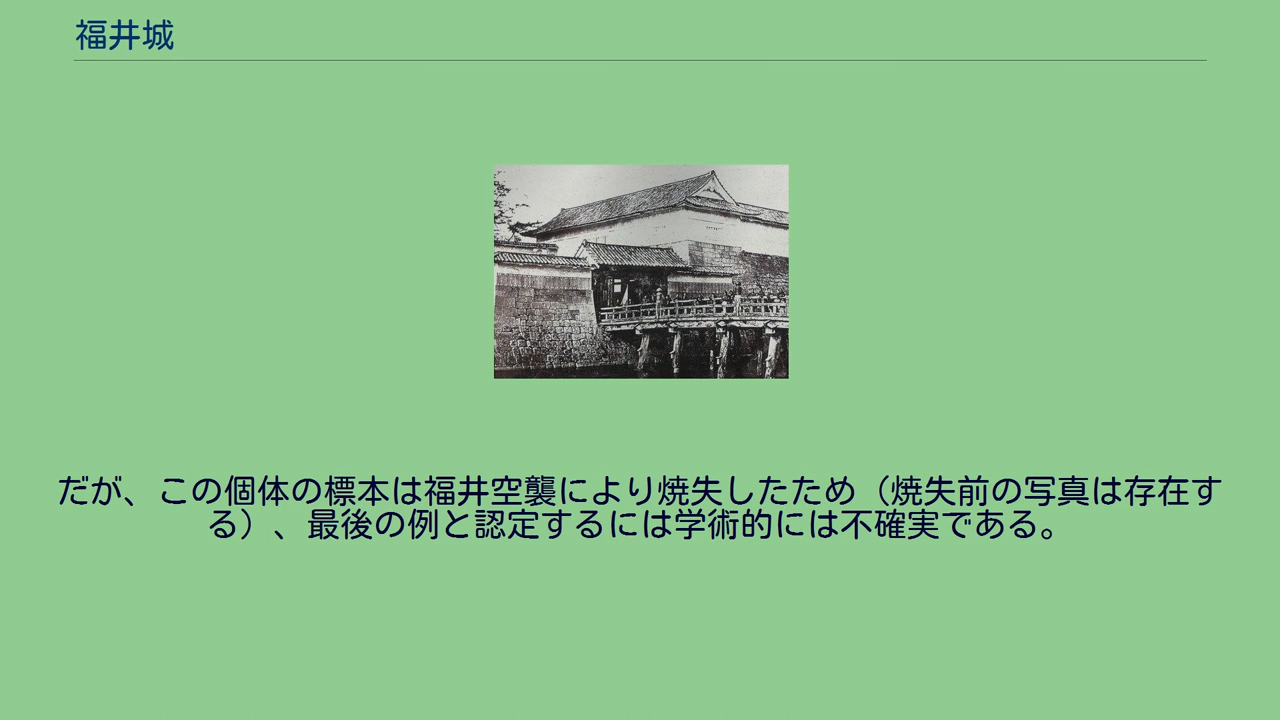 福井城
だが、この個体の標本は福井空襲により焼失したため（焼失前の写真は存在す
る）、最後の例と認定するには学術的には不確実である。